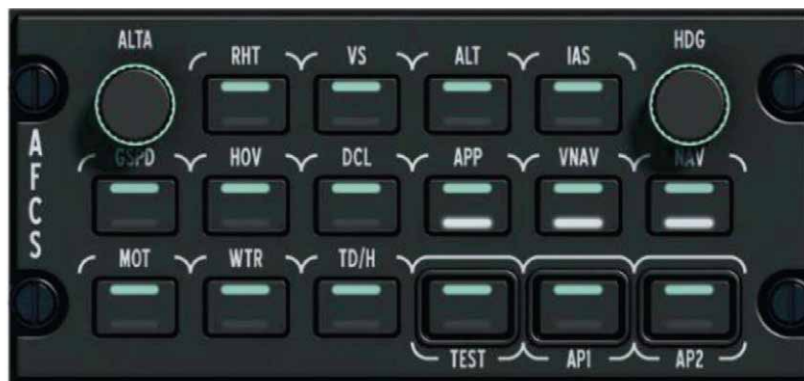 ALTA
RHT VS ALT IAS
HDG
AFCS
GSPD HOV DCL APP VNAV NAV
MOT WTR TD/H
TEST AP1 AP2